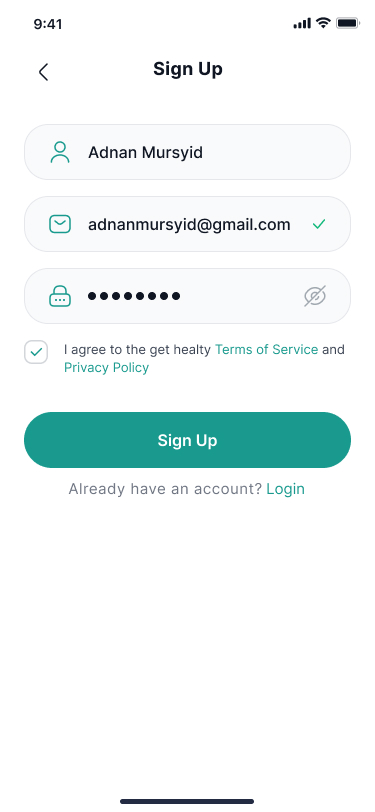 9:41
Sign Up
Adnan Mursyid
adnanmursyid@gmail.com
I agree to the get healty Terms of Service and
Privacy Policy
Sign Up
Already have an account? Login